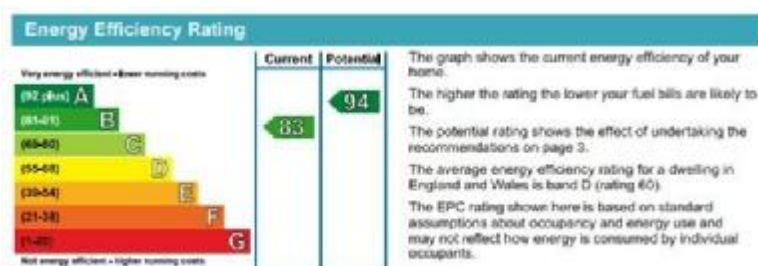 Energy Efficiency Rating
Current Potential
Very energy efficient - lower running costs
(92 plus) A
(81-91) B
(69-80) C
(55-68) D
(39-54) E
(21-38) F
(1-20) G
Not energy efficient - higher running costs
83
94
The graph shows the current energy efficiency of your
home.
The higher the rating the lower your fuel bills are likely to
be.
The potential rating shows the effect of undertaking the
recommendations on page 3.
The average energy efficiency rating for a dwelling in
England and Wales is band D (rating 60).
The EPC rating shown here is based on standard
assumptions about occupancy and energy use and
may not reflect how energy is consumed by individual
occupants.